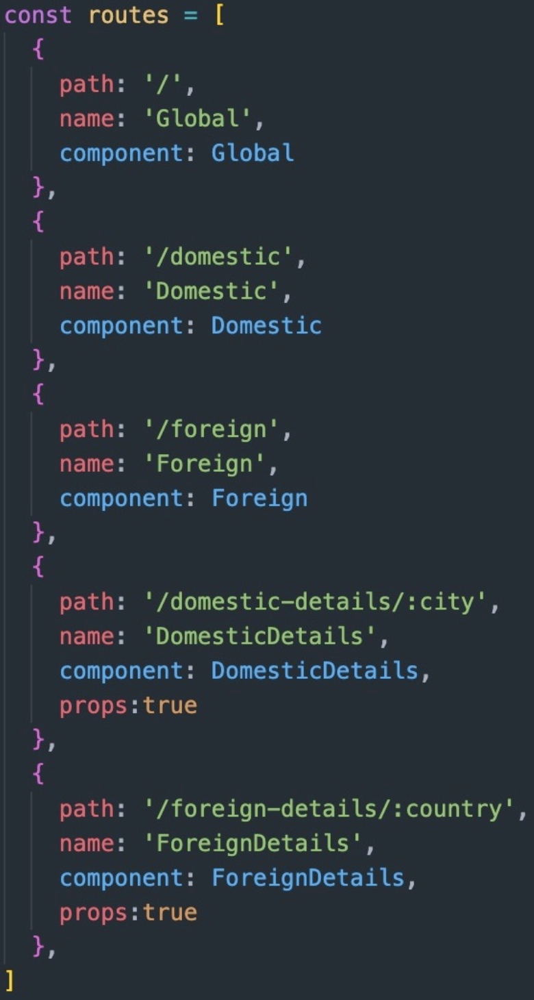 const routes = [
  {
    path: '/',
    name: 'Global',
    component: Global
  },
  {
    path: '/domestic',
    name: 'Domestic',
    component: Domestic
  },
  {
    path: '/foreign',
    name: 'Foreign',
    component: Foreign
  },
  {
    path: '/domestic-details/:city',
    name: 'DomesticDetails',
    component: DomesticDetails,
    props:true
  },
  {
    path: '/foreign-details/:country',
    name: 'ForeignDetails',
    component: ForeignDetails,
    props:true
  },
]